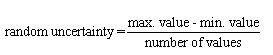 random uncertainty = max. value - min. value
number of values